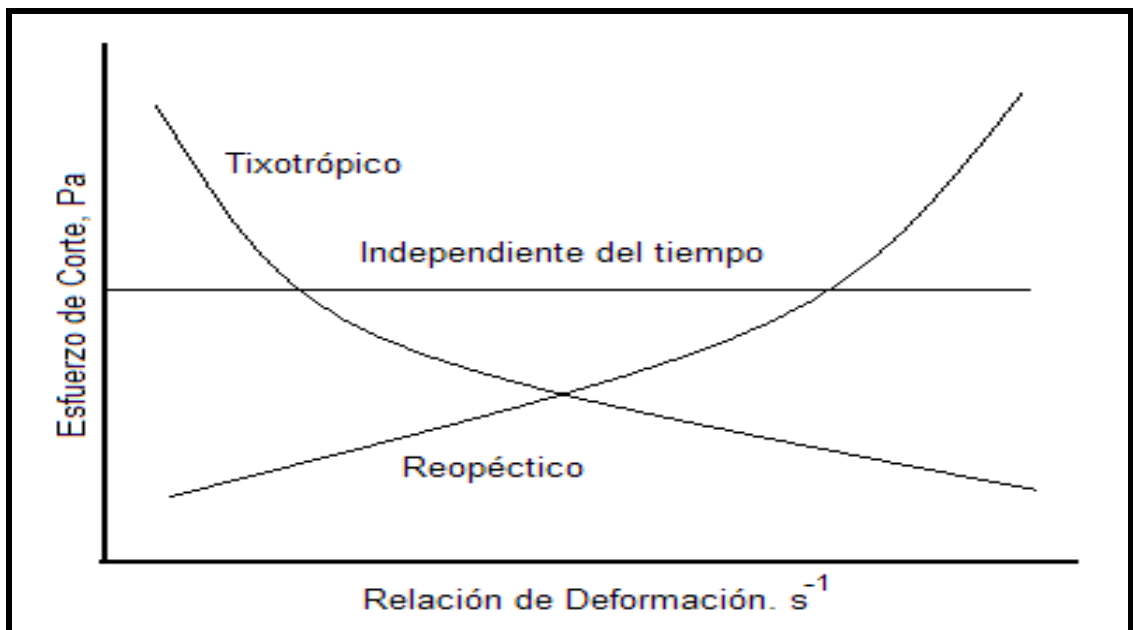 Tixotrópico
Independiente del tiempo
Esfuerzo de Corte, Pa
Reopéctico
Relación de Deformación. s⁻¹